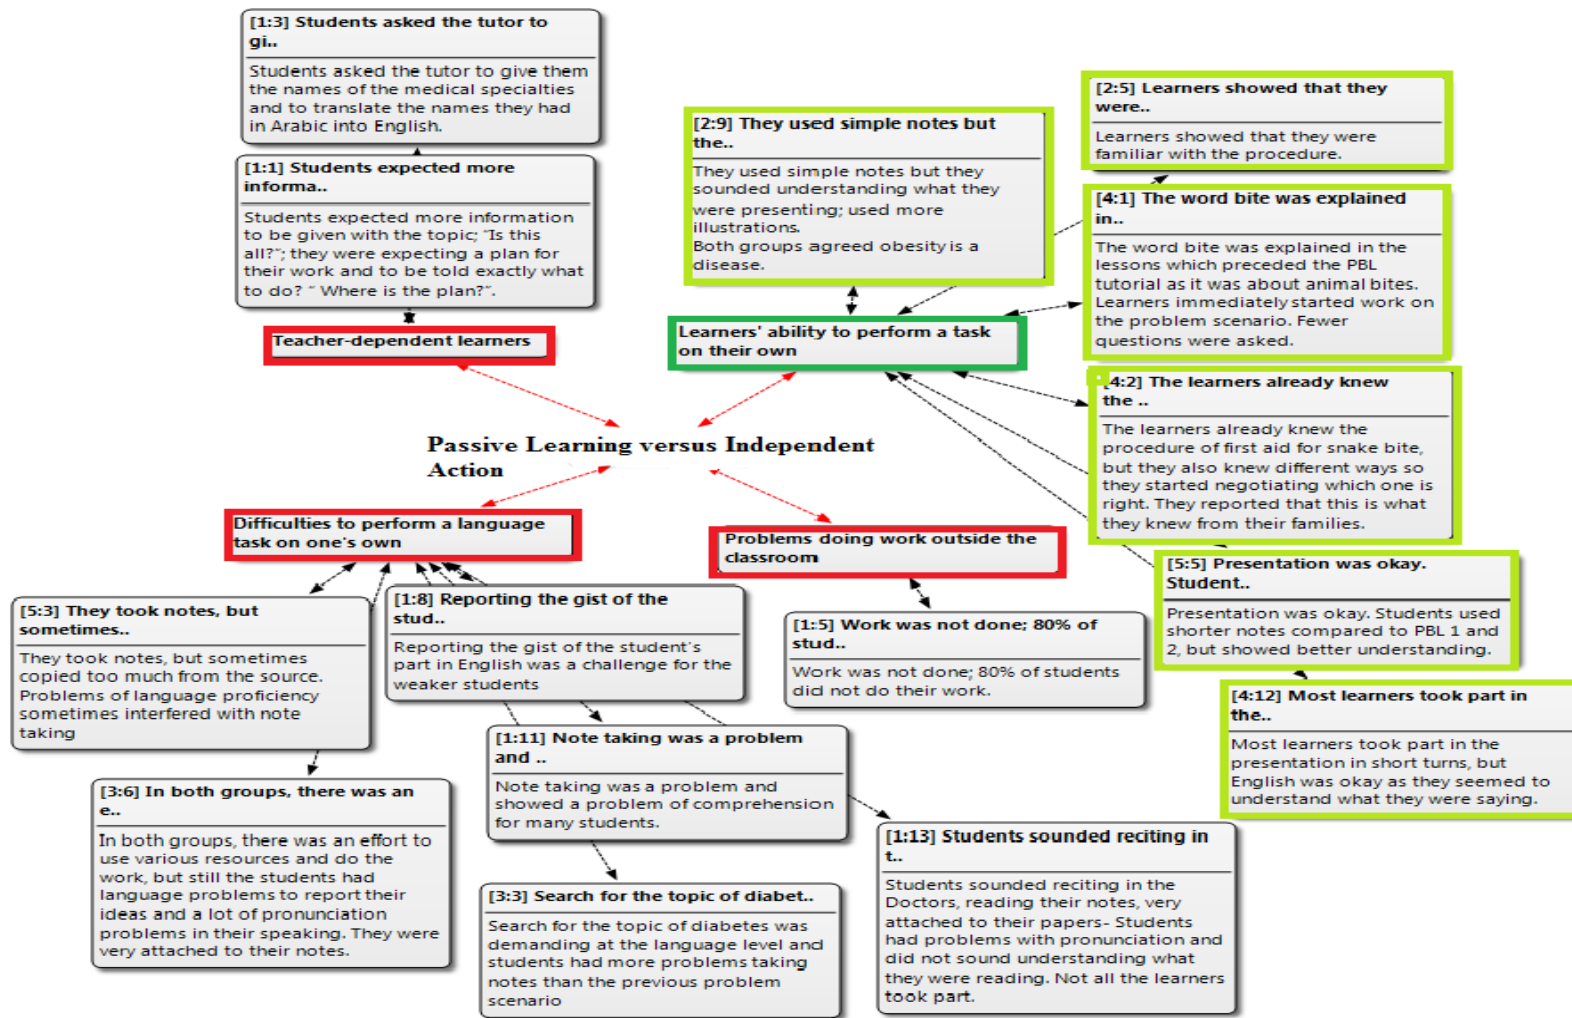 [1:3] Students asked the tutor to
gi..
Students asked the tutor to give them
the names of the medical specialties
and to translate the names they had
in Arabic into English.
[1:1] Students expected more
informa..
Students expected more information
to be given with the topic; "Is this
all?"; they were expecting a plan for
their work and to be told exactly what
to do? " Where is the plan?".
Teacher-dependent learners
[2:9] They used simple notes but
the..
They used simple notes but they
sounded understanding what they
were presenting; used more
illustrations.
Both groups agreed obesity is a
disease.
Learners' ability to perform a task
on their own
[2:5] Learners showed that they
were..
Learners showed that they were
familiar with the procedure.
[4:1] The word bite was explained
in..
The word bite was explained in the
lessons which preceded the PBL
tutorial as it was about animal bites.
Learners immediately started work on
the problem scenario. Fewer
questions were asked.
[4:2] The learners already knew
the ..
The learners already knew the
procedure of first aid for snake bite,
but they also knew different ways so
they started negotiating which one is
right. They reported that this is what
they knew from their families.
[5:5] Presentation was okay.
Student..
Presentation was okay. Students used
shorter notes compared to PBL 1 and
2, but showed better understanding.
[4:12] Most learners took part in
the..
Most learners took part in the
presentation in short turns, but
English was okay as they seemed to
understand what they were saying.
Passive Learning versus Independent
Action
Difficulties to perform a language
task on one's own
Problems doing work outside the
classroom
[5:3] They took notes, but
sometimes..
They took notes, but sometimes
copied too much from the source.
Problems of language proficiency
sometimes interfered with note
taking
[1:8] Reporting the gist of the
stud..
Reporting the gist of the student's
part in English was a challenge for the
weaker students
[1:5] Work was not done; 80% of
stud..
Work was not done; 80% of students
did not do their work.
[3:6] In both groups, there was an
e..
In both groups, there was an effort to
use various resources and do the
work, but still the students had
language problems to report their
ideas and a lot of pronunciation
problems in their speaking. They were
very attached to their notes.
[1:11] Note taking was a problem
and ..
Note taking was a problem and
showed a problem of comprehension
for many students.
[3:3] Search for the topic of diabet..
Search for the topic of diabetes was
demanding at the language level and
students had more problems taking
notes than the previous problem
scenario
[1:13] Students sounded reciting in
t..
Students sounded reciting in the
Doctors, reading their notes, very
attached to their papers- Students
had problems with pronunciation and
did not sound understanding what
they were reading. Not all the learners
took part.